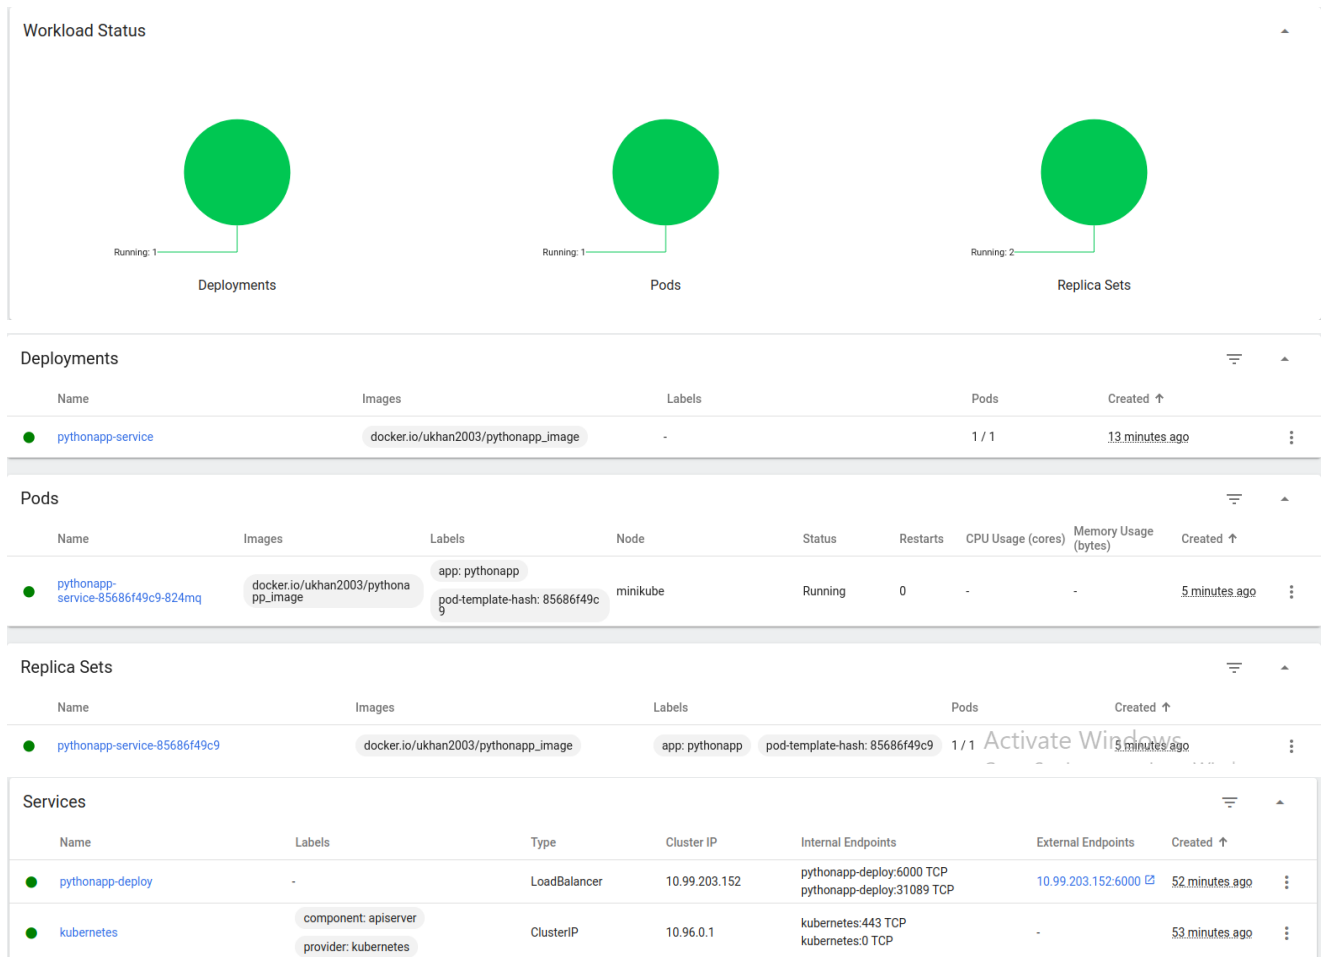 Workload Status
Running: 1
Running: 1
Running: 2
Deployments
Pods
Replica Sets
Deployments
Name Images Labels Pods Created
pythonapp-service docker.io/ukhan2003/pythonapp_image - 1 / 1 13 minutes ago
Pods
Name Images Labels Node Status Restarts CPU Usage (cores) Memory Usage
(bytes) Created
app: pythonapp
pythonapp-
service-85686f49c9-824mq docker.io/ukhan2003/pythona
pp_image pod-template-hash: 85686f49c
9 minikube Running 0 - - 5 minutes ago
Replica Sets
Name Images Labels Pods Created
pythonapp-service-85686f49c9 docker.io/ukhan2003/pythonapp_image app: pythonapp pod-template-hash: 85686f49c9 1 / 1 5 minutes ago
Activate Windows
Services
Name Labels Type Cluster IP Internal Endpoints External Endpoints Created
pythonapp-deploy - LoadBalancer 10.99.203.152 pythonapp-deploy:6000 TCP
pythonapp-deploy:31089 TCP 10.99.203.152:6000 52 minutes ago
kubernetes component: apiserver
provider: kubernetes ClusterIP 10.96.0.1 kubernetes:443 TCP
kubernetes:0 TCP - 53 minutes ago